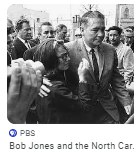 PBS
Bob Jones and the North Car.